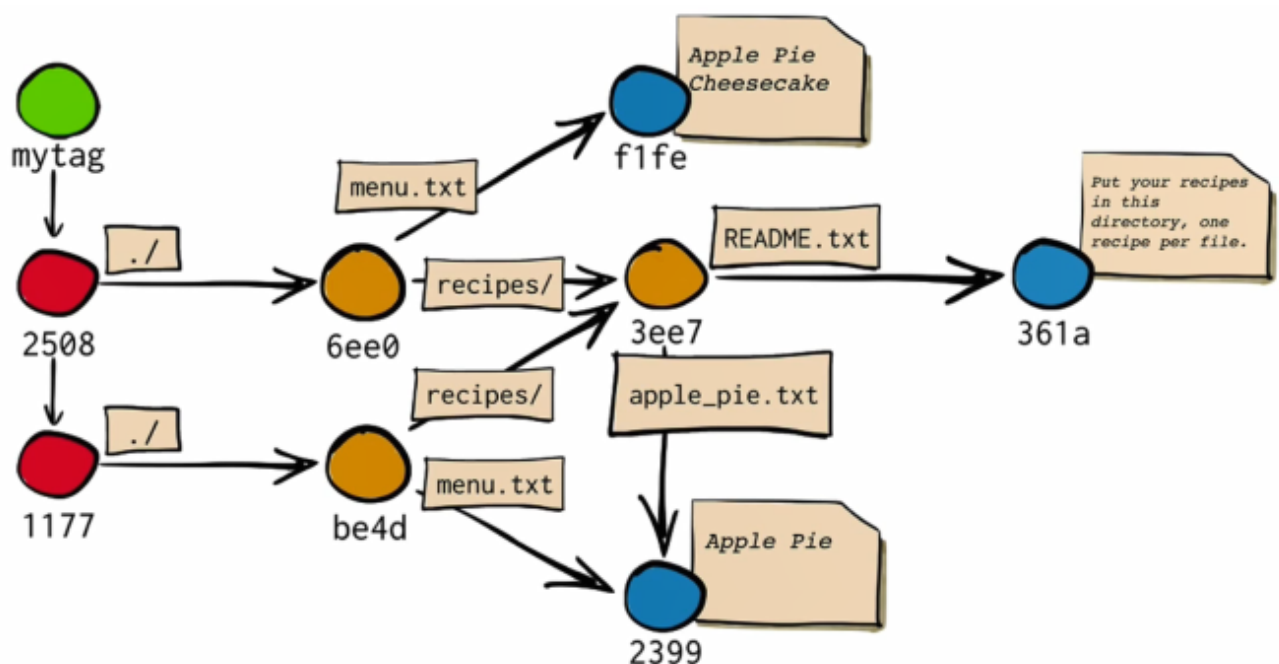 Apple Pie
Cheesecake
mytag
f1fe
menu.txt
Put your recipes
in this
directory, one
recipe per file.
./
README.txt
recipes/
2508
6ee0
3ee7
361a
recipes/
apple_pie.txt
./
menu.txt
1177
be4d
Apple Pie
2399